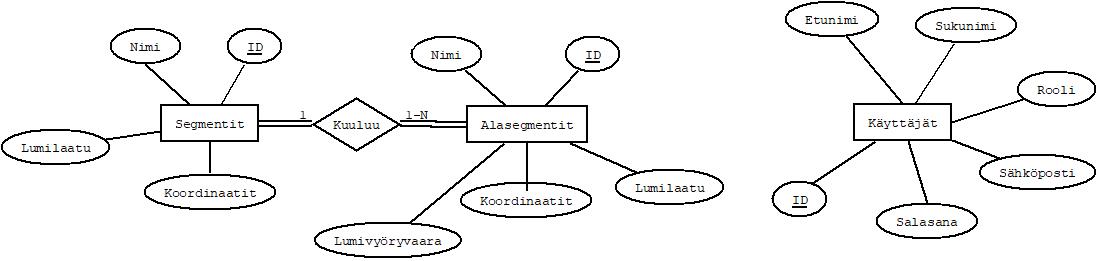 Nimi
ID
Segmentit
Lumilaatu
Koordinaatit
1
Kuuluu
1-N
Nimi
ID
Alasegmentit
Lumilaatu
Koordinaatit
Lumivyöryvaara
Etunimi
Sukunimi
Rooli
Käyttäjät
Sähköposti
ID
Salasana